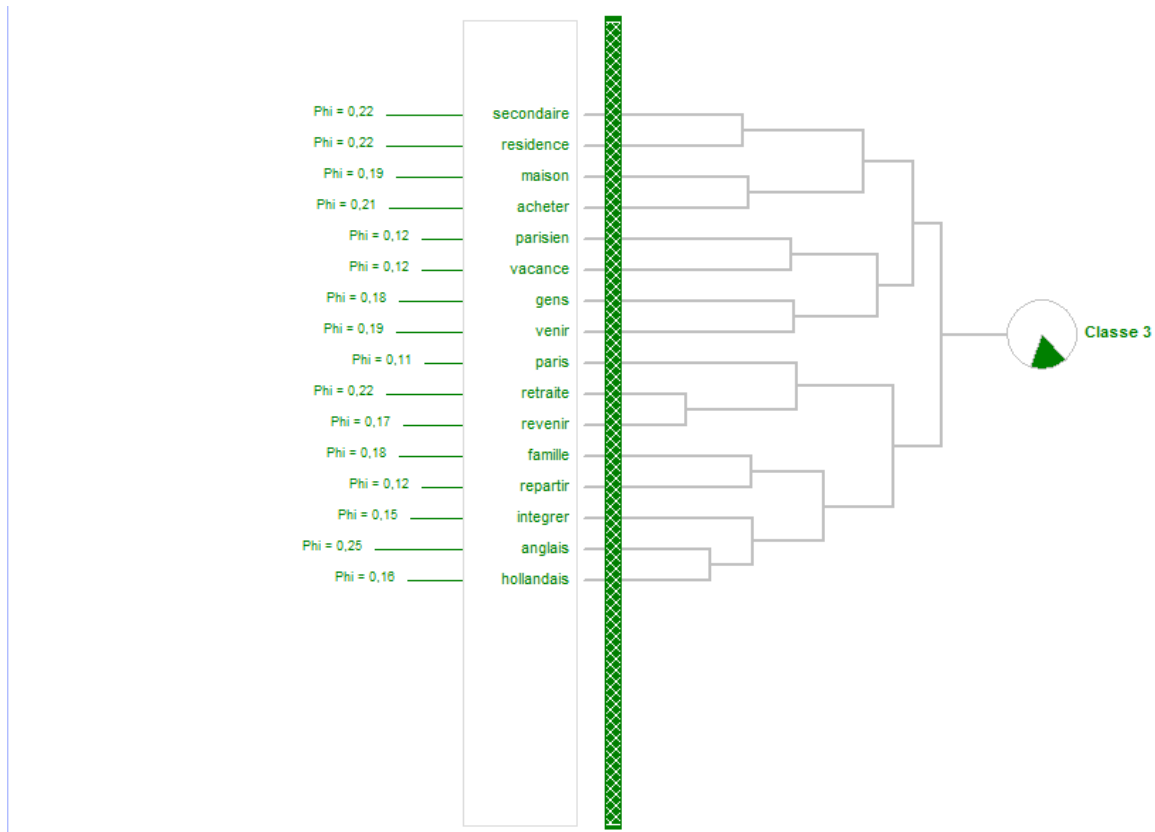 Phi = 0,22 secondaire
Phi = 0,22 residence
Phi = 0,19 maison
Phi = 0,21 acheter
Phi = 0,12 parisien
Phi = 0,12 vacance
Phi = 0,18 gens
Phi = 0,19 venir
Phi = 0,11 paris
Classe 3
Phi = 0,22 retraite
Phi = 0,17 revenir
Phi = 0,18 famille
Phi = 0,12 repartir
Phi = 0,15 integrer
Phi = 0,25 anglais
Phi = 0,16 hollandais